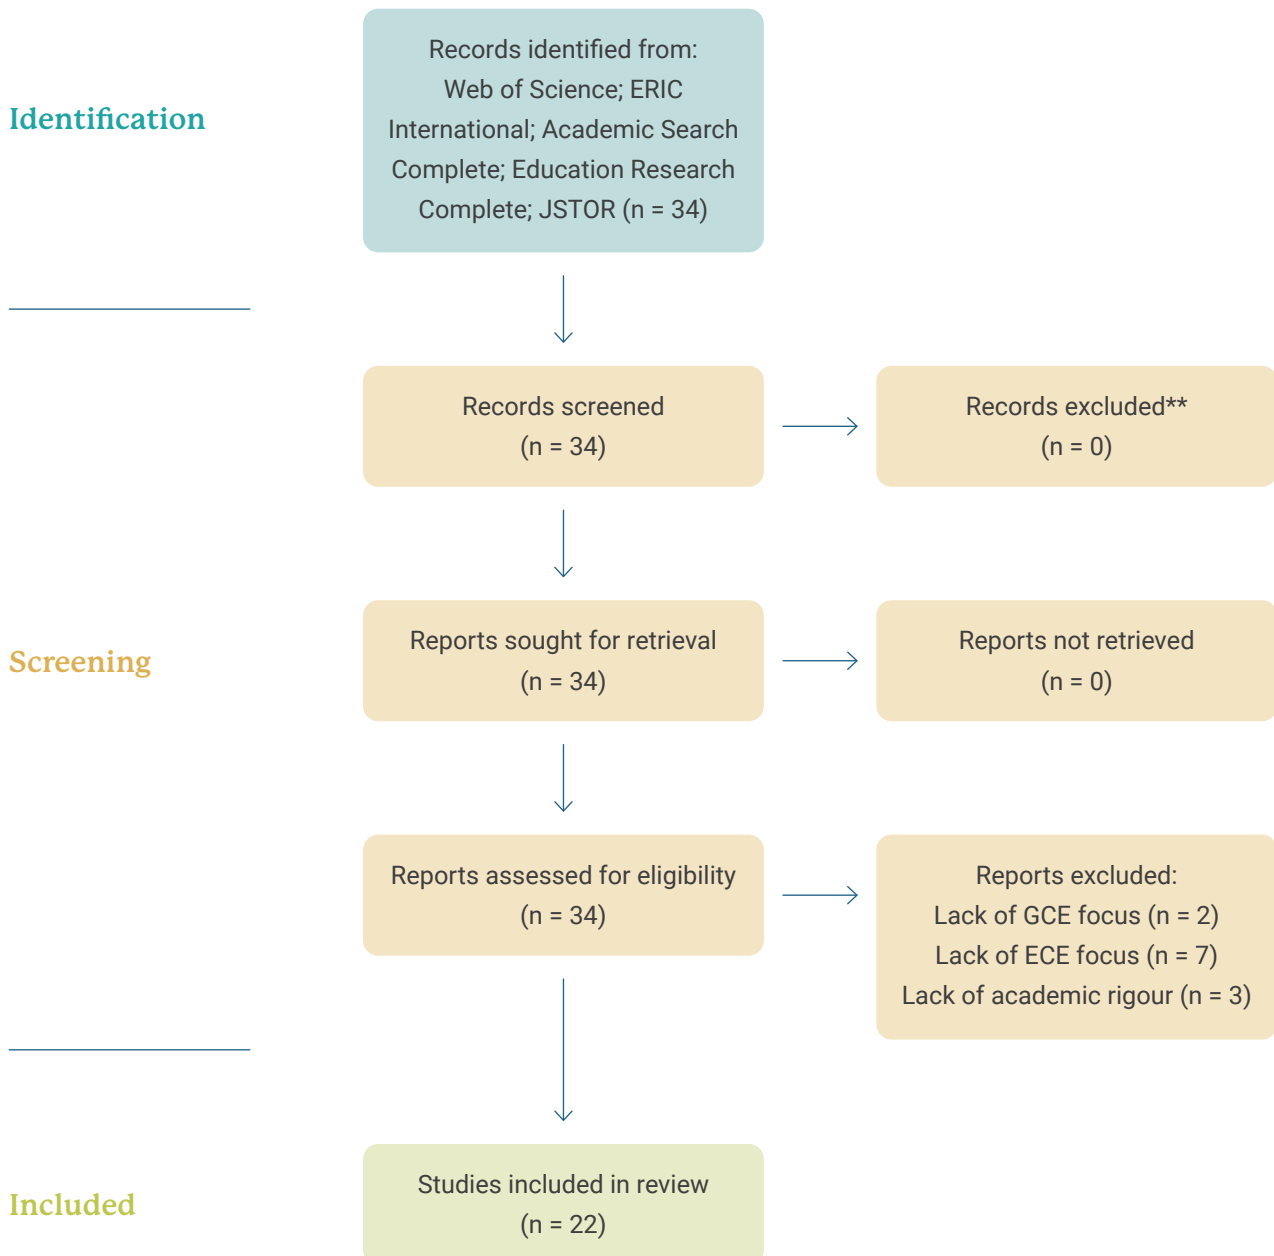 Identification
Records identified from:
Web of Science; ERIC
International; Academic Search
Complete; Education Research
Complete; JSTOR (n = 34)
Records screened
(n = 34)
Records excluded**
(n = 0)
Screening
Reports sought for retrieval
(n = 34)
Reports not retrieved
(n = 0)
Reports assessed for eligibility
(n = 34)
Reports excluded:
Lack of GCE focus (n = 2)
Lack of ECE focus (n = 7)
Lack of academic rigour (n = 3)
Included
Studies included in review
(n = 22)